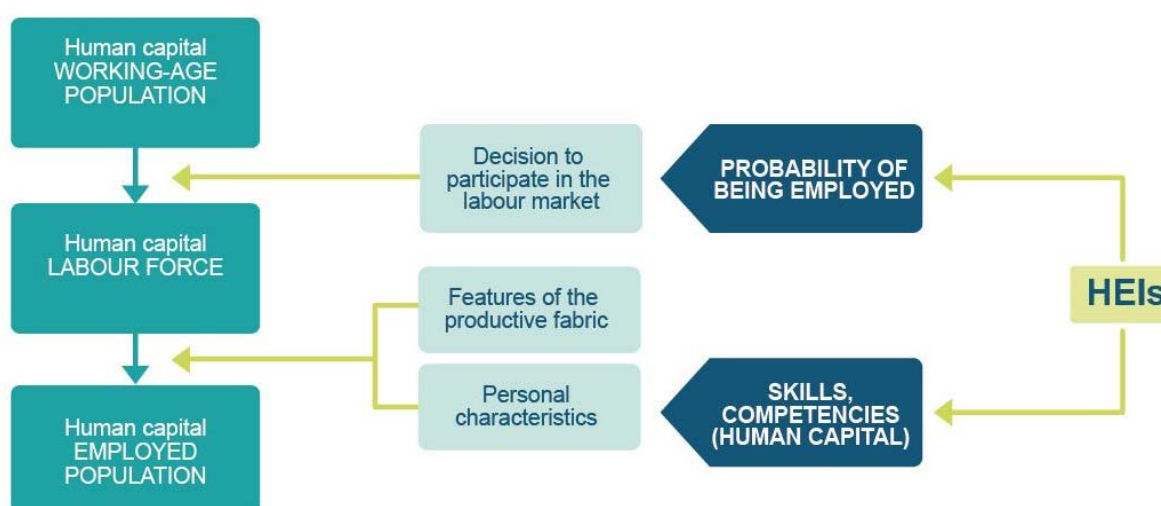 Human capital
WORKING-AGE
POPULATION
Decision to
participate in the
labour market
PROBABILITY OF
BEING EMPLOYED
Human capital
LABOUR FORCE
Features of the
productive fabric
HEIs
Personal
characteristics
SKILLS,
COMPETENCIES
(HUMAN CAPITAL)
Human capital
EMPLOYED
POPULATION